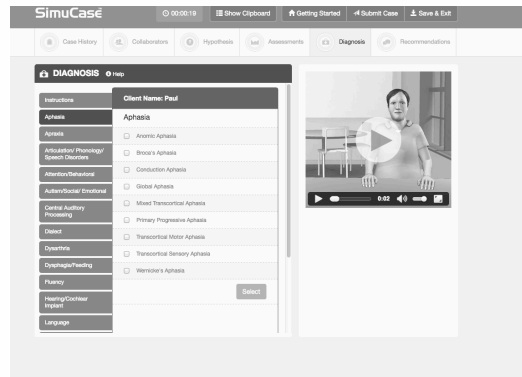 SimuCase
00:00:19
Show Clipboard
Getting Started
Submit Case
Save & Exit
Case History
Collaborators
Hypothesis
Assessments
Diagnosis
Recommendations
DIAGNOSIS Help
Instructions
Aphasia
Apraxia
Articulation/ Phonology/
Speech Disorders
Attention/Behavioral
Autism/Social/ Emotional
Central Auditory
Processing
Dialect
Dysarthria
Dysphagia/Feeding
Fluency
Hearing/Cochlear
Implant
Language
Client Name: Paul
Aphasia
Anomic Aphasia
Broca's Aphasia
Conduction Aphasia
Global Aphasia
Mixed Transcortical Aphasia
Primary Progressive Aphasia
Transcortical Motor Aphasia
Transcortical Sensory Aphasia
Wernicke's Aphasia
Select
0:02